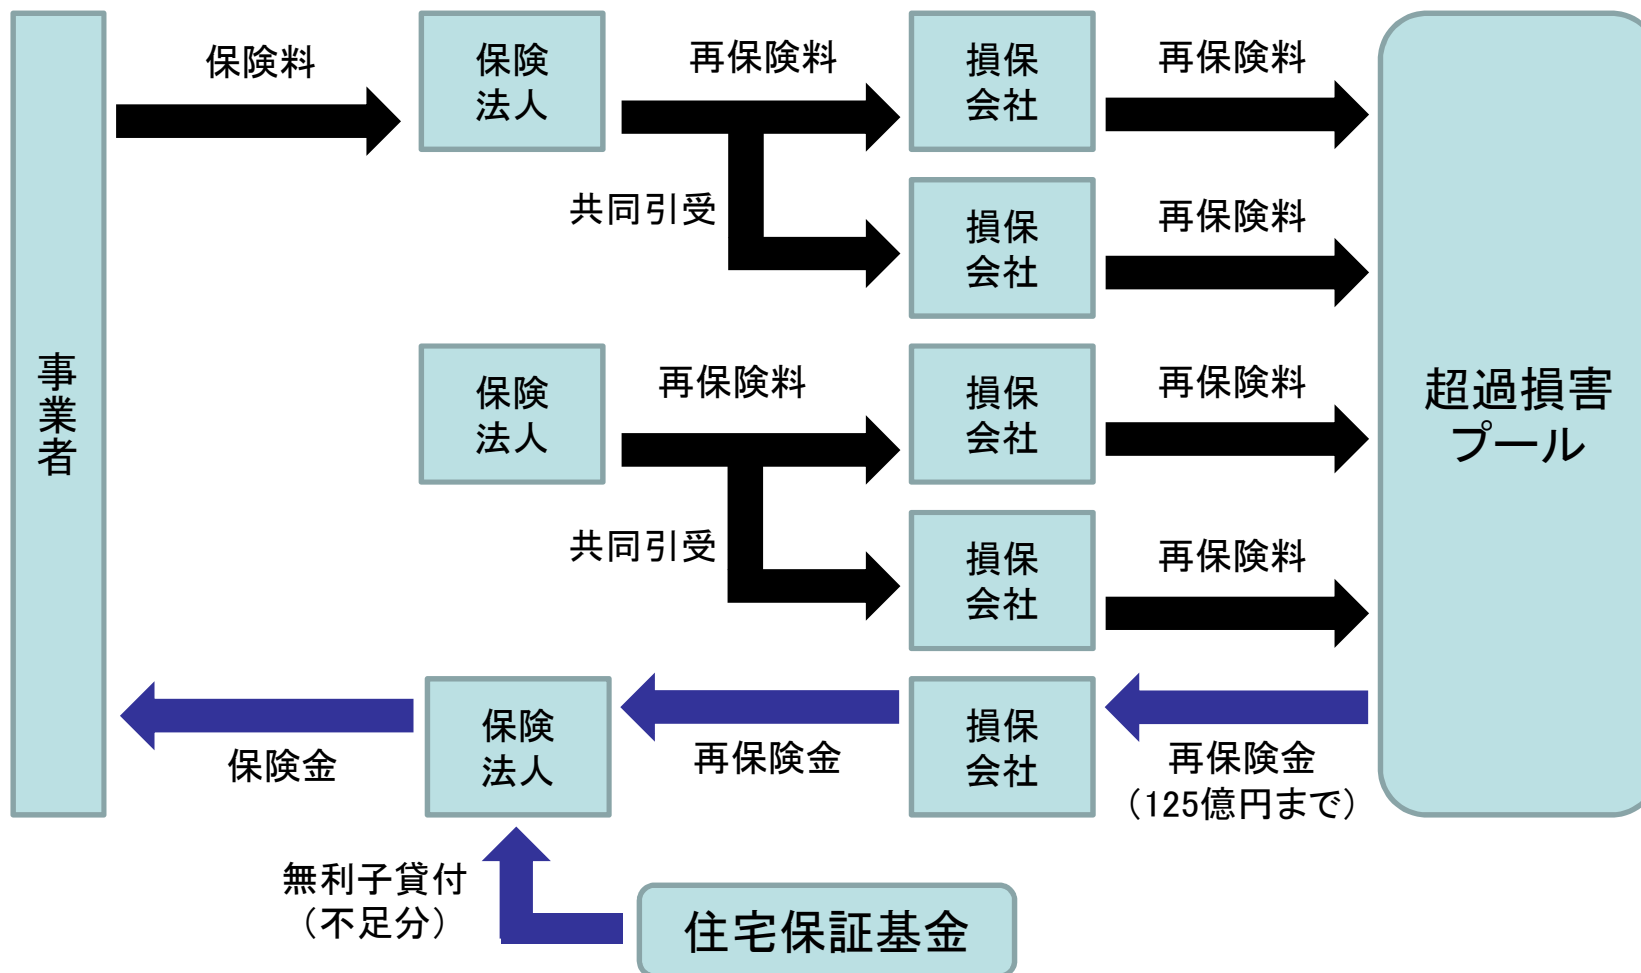 保険料
保険
法人
再保険料
損保
会社
再保険料
共同引受
損保
会社
再保険料
事業者
保険
法人
再保険料
損保
会社
再保険料
超過損害
プール
共同引受
損保
会社
再保険料
保険金
保険
法人
再保険金
損保
会社
再保険金
（125億円まで）
無利子貸付
（不足分）
住宅保証基金